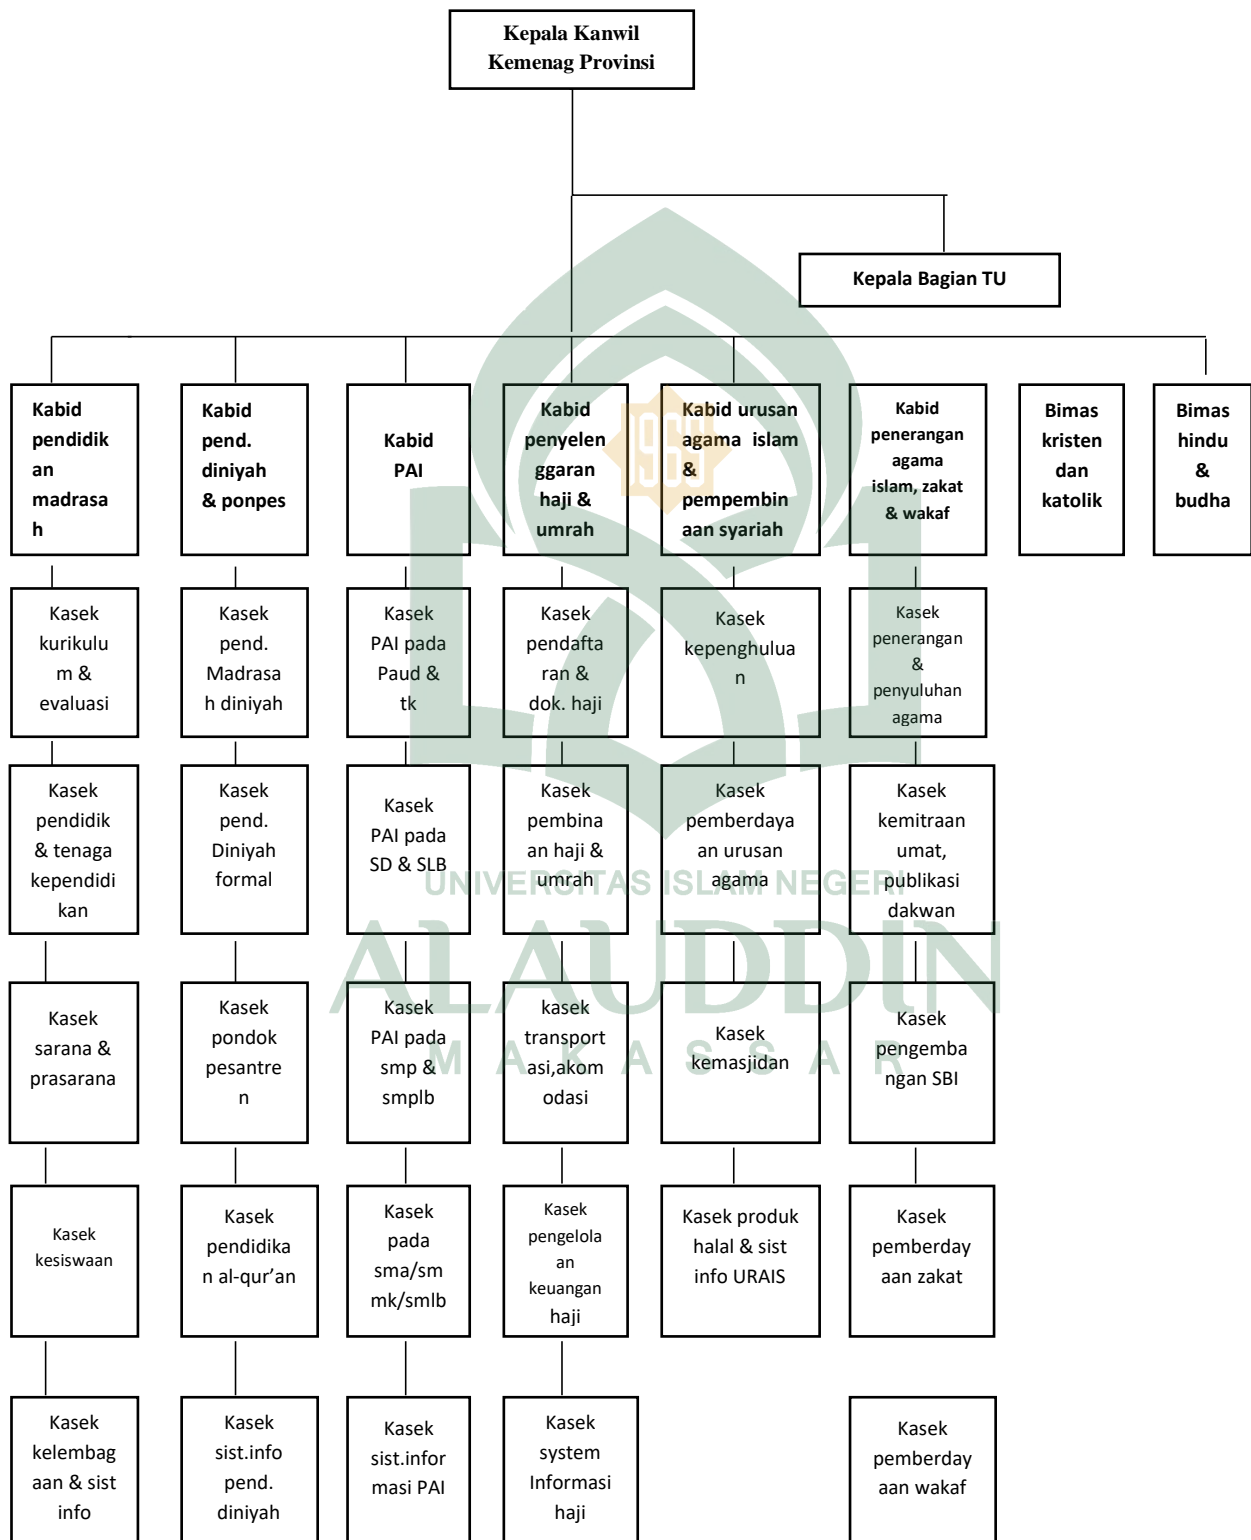 Kepala Kanwil
Kemenag Provinsi
Kepala Bagian TU
Kabid
pendidik
an
madrasa
h
Kabid
pend.
diniyah
& ponpes
Kabid
PAI
Kabid
penyelen
ggaran
haji &
umrah
Kabid urusan
agama islam
&
pempembin
aan syariah
Kabid
penerangan
agama
islam, zakat
& wakaf
Bimas
kristen
dan
katolik
Bimas
hindu
&
budha
1965
Kasek
kurikulu
m &
evaluasi
Kasek
pend.
Madrasa
h diniyah
Kasek
PAI pada
Paud &
tk
Kasek
pendafta
ran &
dok. haji
Kasek
kepenghulua
n
Kasek
penerangan
&
penyuluhan
agama
Kasek
pendidik
& tenaga
kependidi
kan
Kasek
pend.
Diniyah
formal
Kasek
PAI pada
SD & SLB
Kasek
pembina
an haji &
umrah
Kasek
pemberdaya
an urusan
agama
Kasek
kemitraan
umat,
publikasi
dakwan
UNIVERSITAS ISLAM NEGERI
ALAUDDIN
MAKASSAR
Kasek
sarana &
prasarana
Kasek
pondok
pesantre
n
Kasek
PAI pada
smp &
smplb
kasek
transport
asi,akom
odasi
Kasek
kemasjidan
Kasek
pengemba
ngan SBI
Kasek
kesiswaan
Kasek
pendidika
n al-qur’an
Kasek
pada
sma/sm
mk/smlb
Kasek
pengelola
an
keuangan
haji
Kasek produk
halal & sist
info URAIS
Kasek
pemberday
aan zakat
Kasek
kelembag
aan & sist
info
Kasek
sist.info
pend.
diniyah
Kasek
sist.infor
masi PAI
Kasek
system
Informasi
haji
Kasek
pemberday
aan wakaf